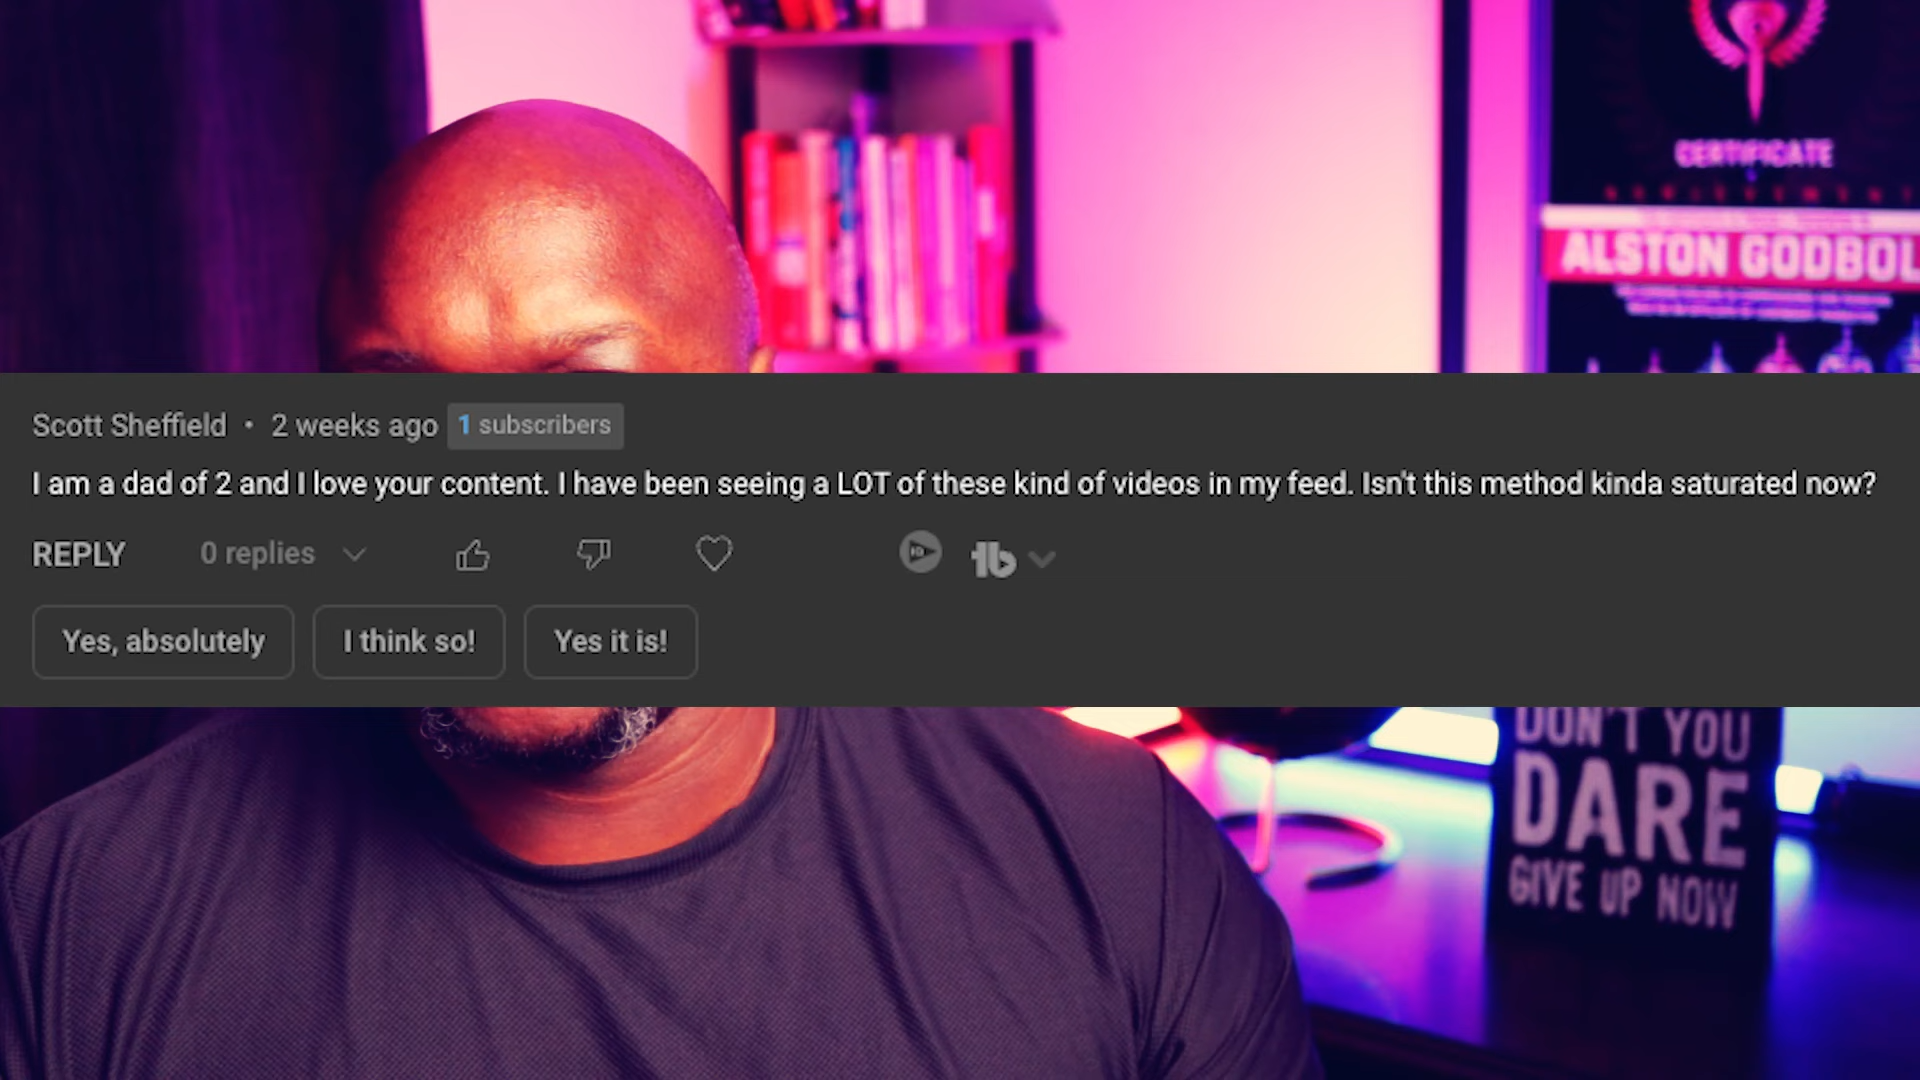 CERTIFICATE
ALSTON GODBOL
Scott Sheffield • 2 weeks ago 1 subscribers
I am a dad of 2 and I love your content. I have been seeing a LOT of these kind of videos in my feed. Isn't this method kinda saturated now?
REPLY 0 replies
Yes, absolutely I think so! Yes it is!
DON'T YOU
DARE
GIVE UP NOW